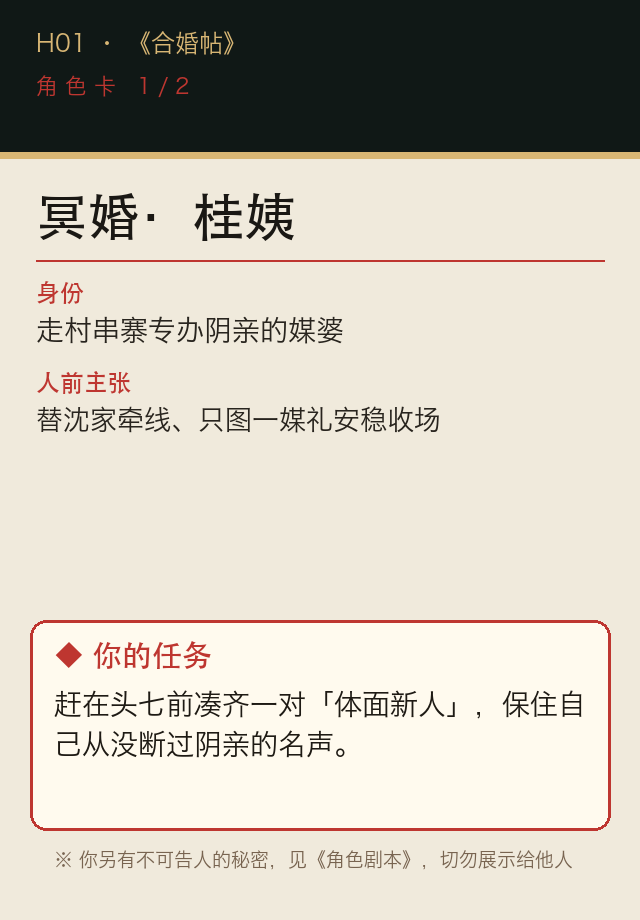 H01 · 《合婚帖》
角色卡 1/2
冥婚· 桂姨
身份
走村串寨专办阴亲的媒婆
人前主张
替沈家牵线、只图一媒礼安稳收场
◆ 你的任务
赶在头七前凑齐一对「体面新人」，保住自
己从没断过阴亲的名声。
※ 你另有不可告人的秘密，见《角色剧本》，切勿展示给他人